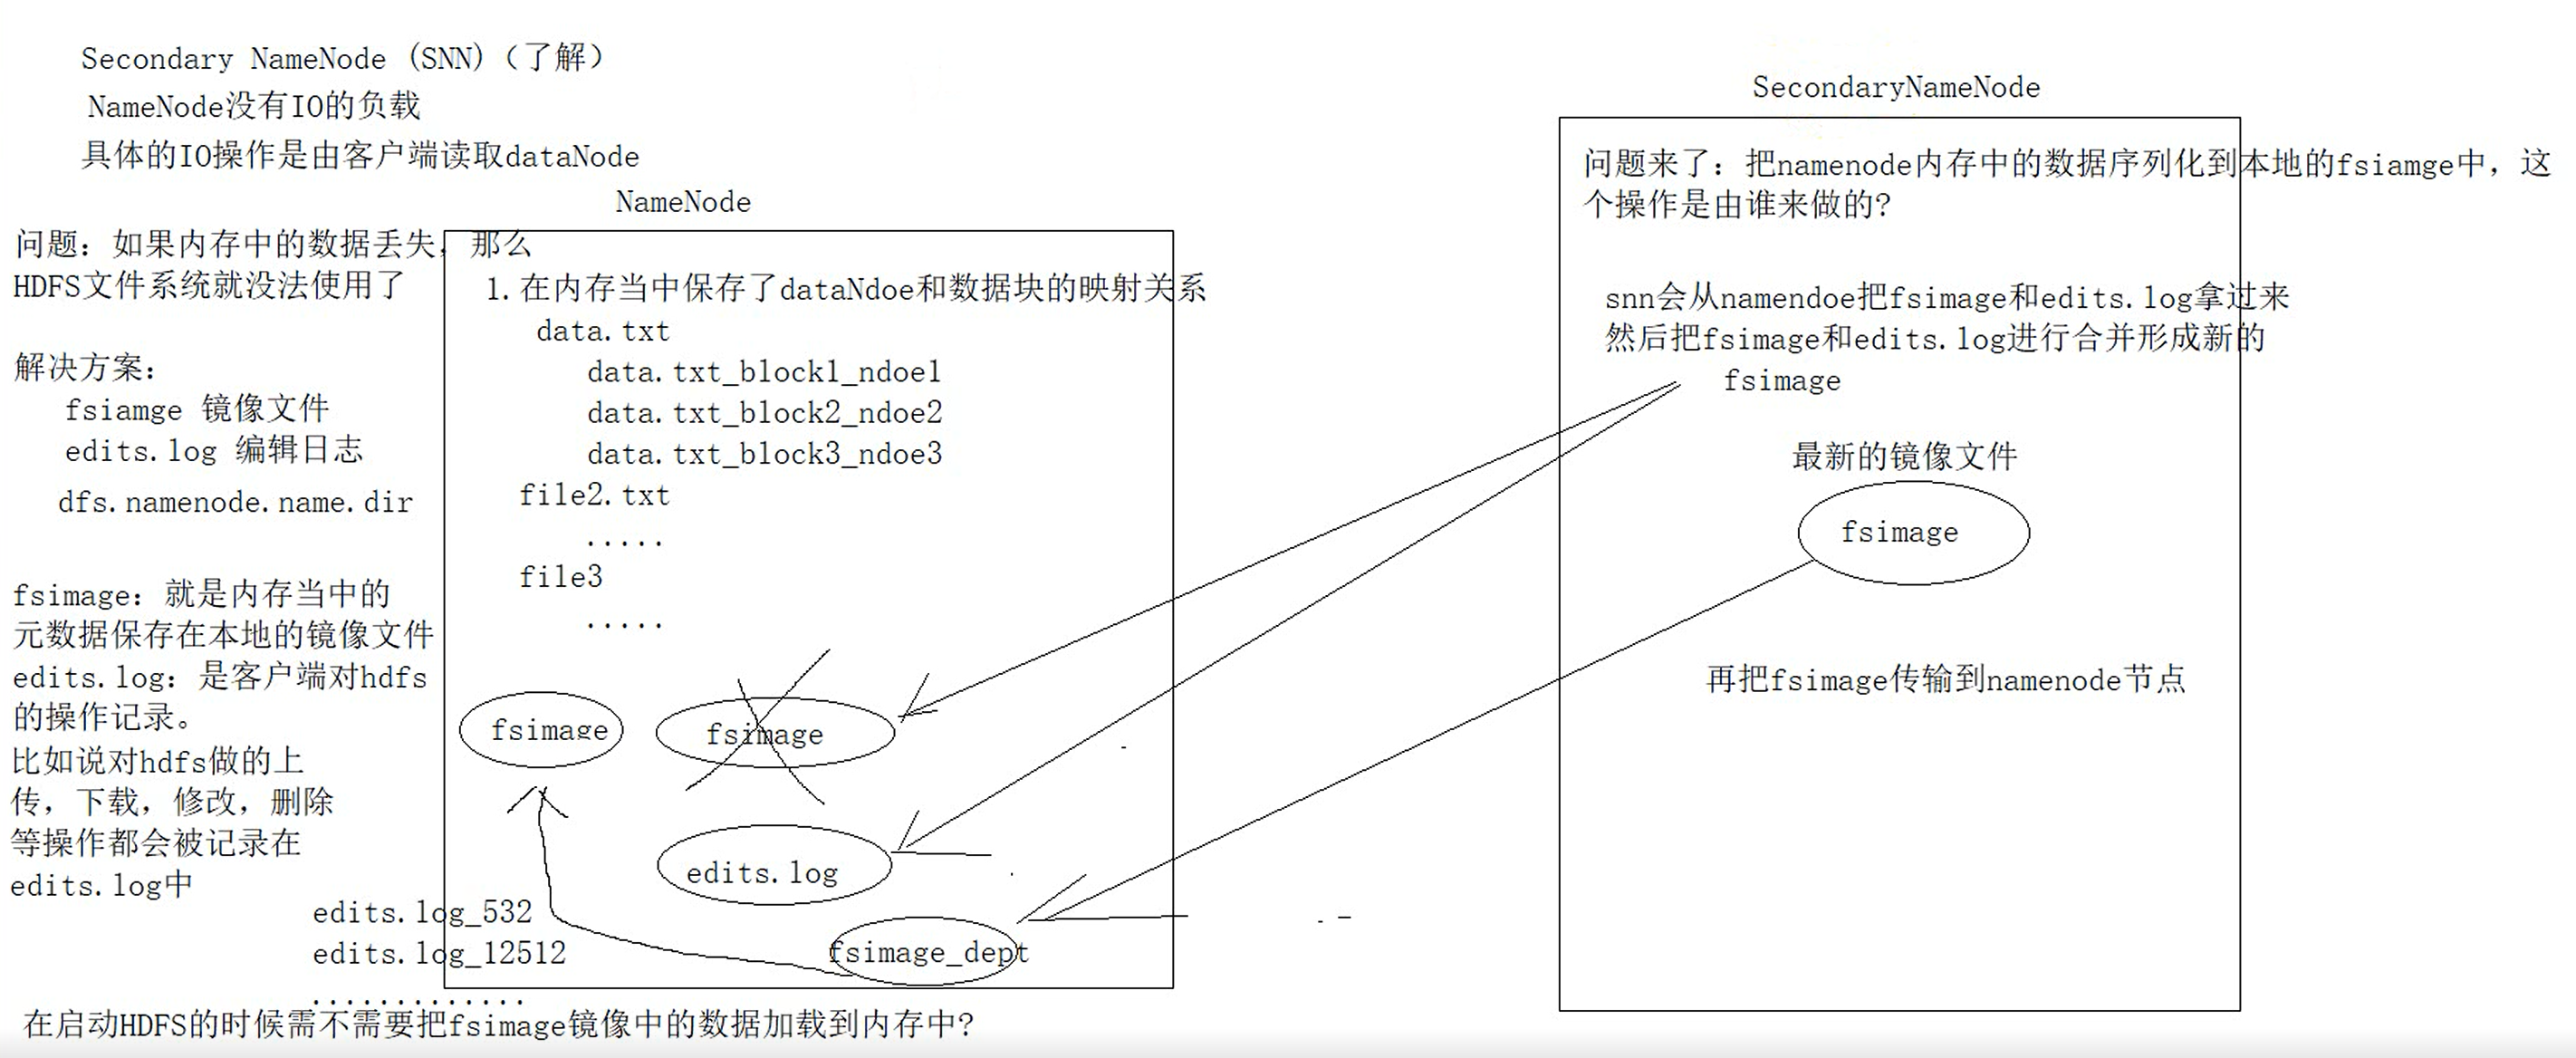 Secondary NameNode (SNN)（了解）
NameNode没有IO的负载
具体的IO操作是由客户端读取dataNode
NameNode
问题：如果内存中的数据丢失，那么
HDFS文件系统就没法使用了
解决方案：
fsiamge 镜像文件
edits.log 编辑日志
dfs.namenode.name.dir
fsimage：就是内存当中的
元数据保存在本地的镜像文件
edits.log：是客户端对hdfs
的操作记录。
比如说对hdfs做的上
传，下载，修改，删除
等操作都会被记录在
edits.log中
edits.log_532
edits.log_12512
.............
在启动HDFS的时候需不需要把fsimage镜像中的数据加载到内存中?
1.在内存当中保存了dataNdoe和数据块的映射关系
data.txt
data.txt_block1_ndoe1
data.txt_block2_ndoe2
data.txt_block3_ndoe3
file2.txt
.....
file3
.....
fsimage
fsimage
edits.log
fsimage_dept
SecondaryNameNode
问题来了：把namenode内存中的数据序列化到本地的fsiamge中，这
个操作是由谁来做的?
snn会从namendoe把fsimage和edits.log拿过来
然后把fsimage和edits.log进行合并形成新的
fsimage
最新的镜像文件
fsimage
再把fsimage传输到namenode节点